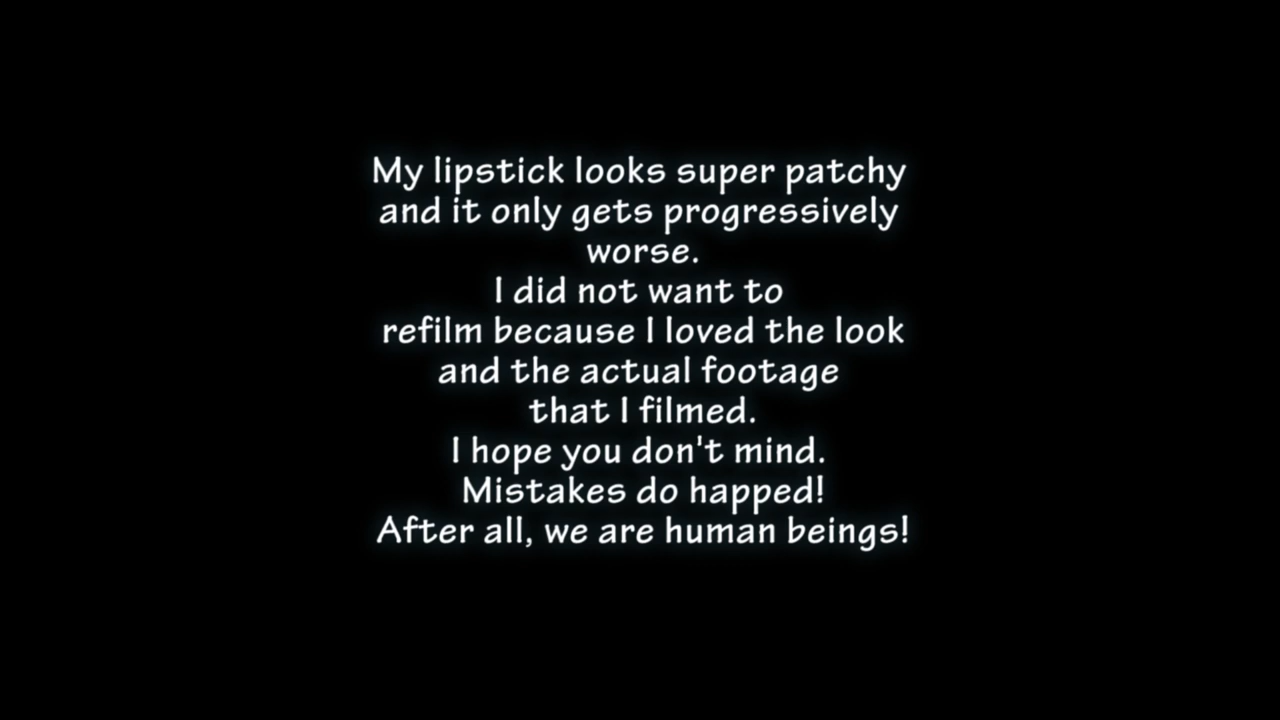 My lipstick looks super patchy
and it only gets progressively
worse.
I did not want to
refilm because I loved the look
and the actual footage
that I filmed.
I hope you don't mind.
Mistakes do happed!
After all, we are human beings!